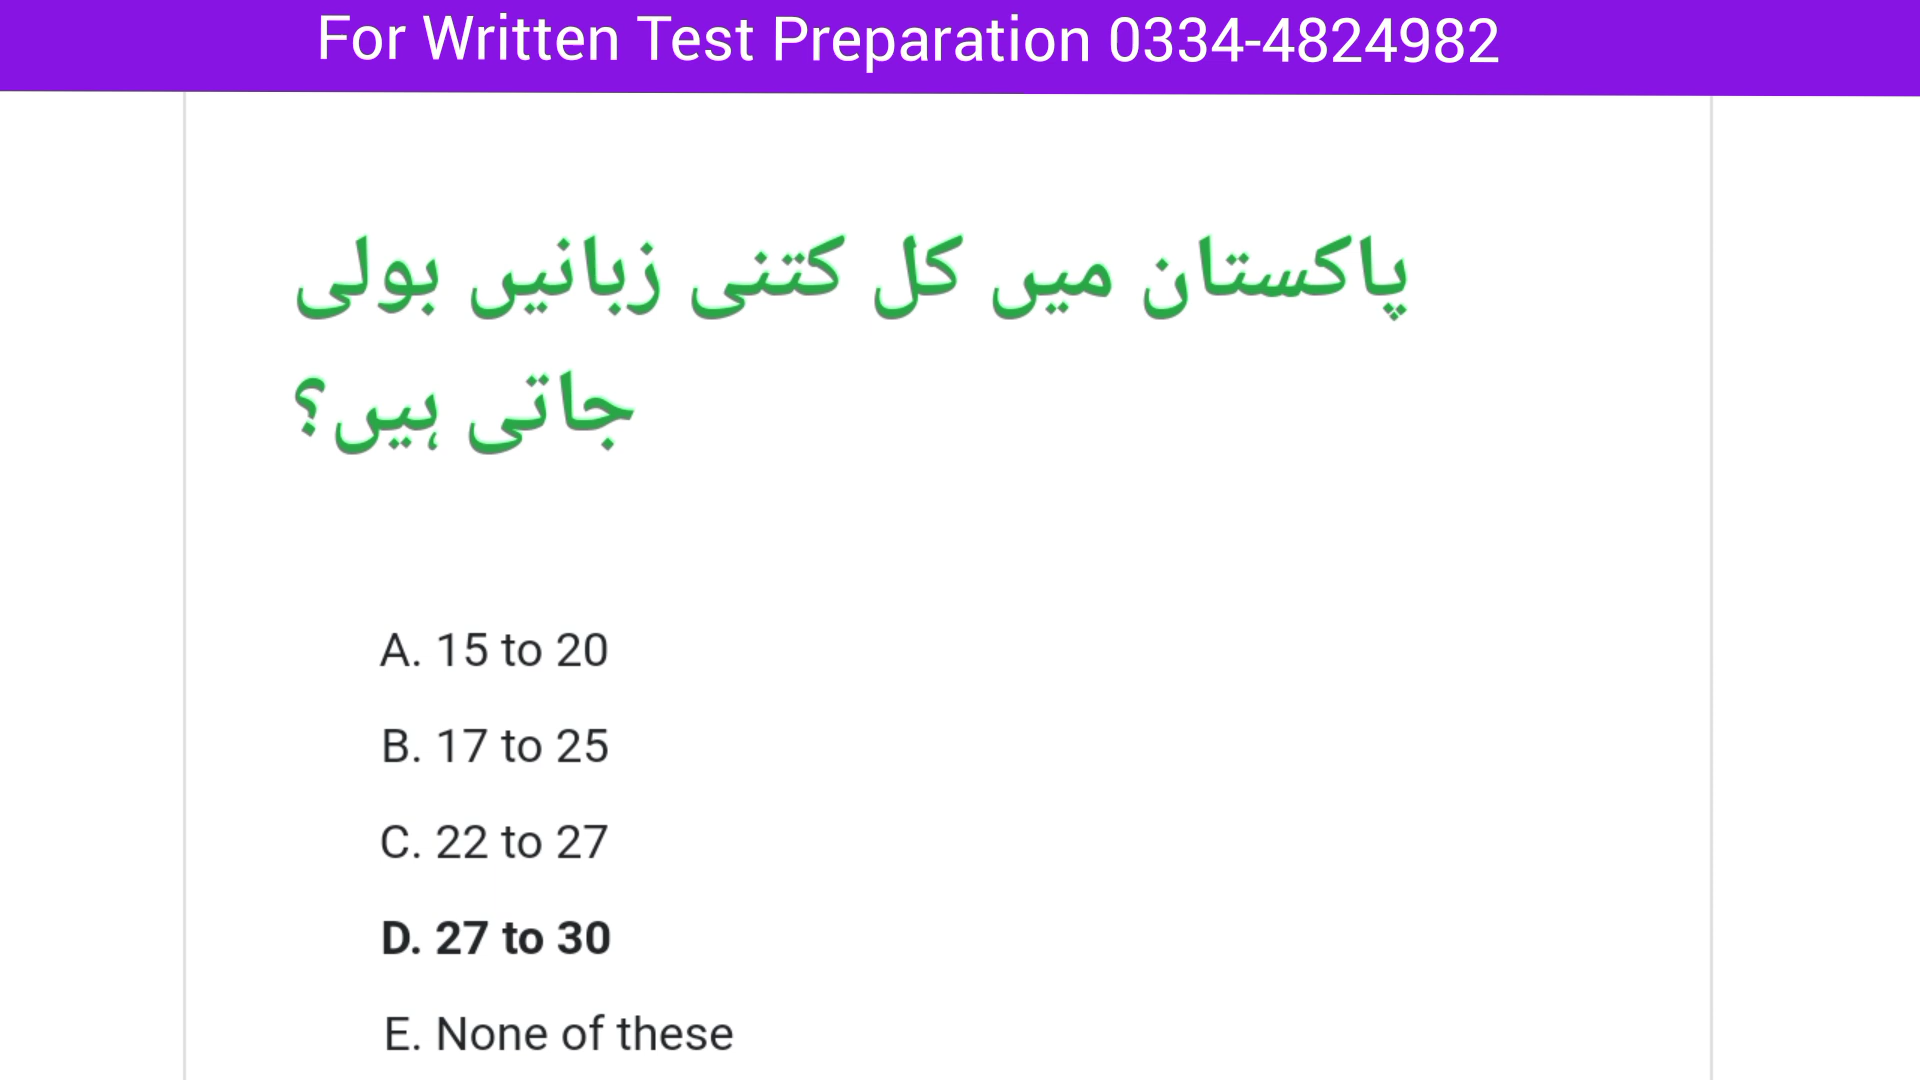 For Written Test Preparation 0334-4824982
پاکستان میں کل کتنی زبانیں بولی
جاتی ہیں؟
A. 15 to 20
B. 17 to 25
C. 22 to 27
D. 27 to 30
E. None of these